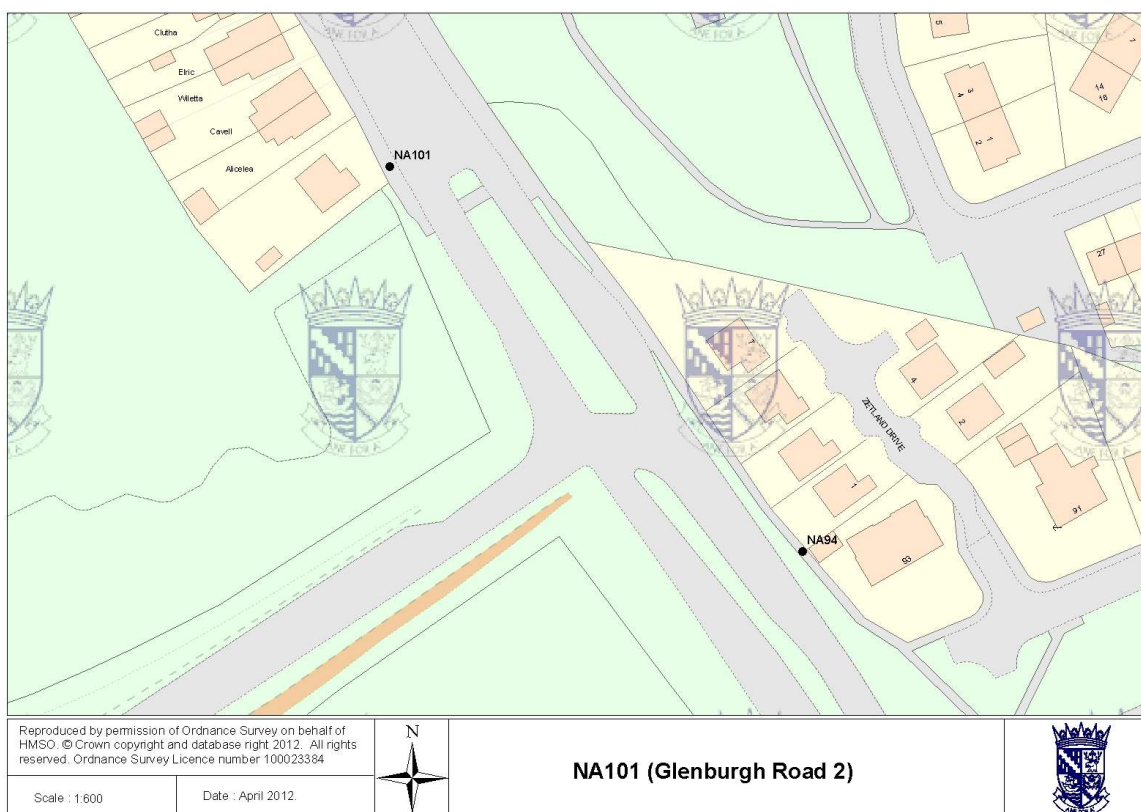 Clutha
Elric
Wiletta
Cavell
Alicelea
NA101
5
3
4
1
2
7
14
16
27
7
4
2
ZETLAND DRIVE
1
91
NA94
93
Reproduced by permission of Ordnance Survey on behalf of
HMSO. © Crown copyright and database right 2012. All rights
reserved. Ordnance Survey Licence number 100023384
Scale : 1:600
Date : April 2012.
N
NA101 (Glenburgh Road 2)